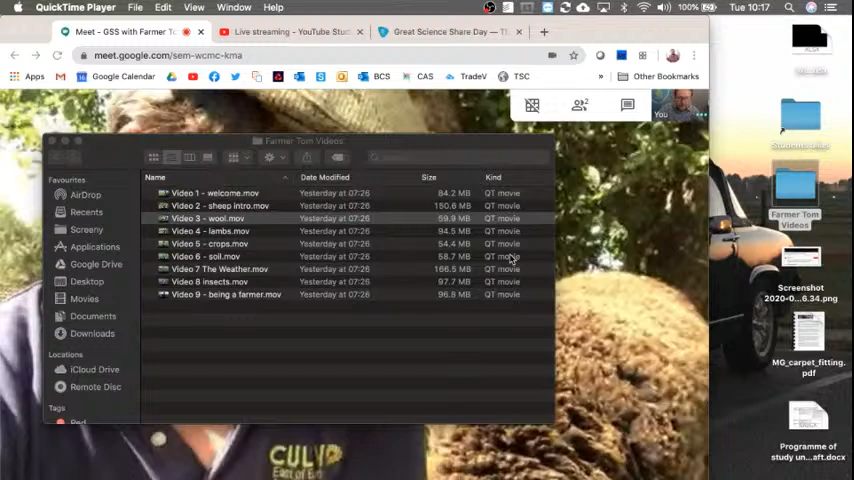 QuickTime Player File Edit View Window Help
100% Tue 10:17
Meet - GSS with Farmer T
Live streaming - YouTube Stud
Great Science Share Day — Th
meet.google.com/sem-wcmc-kma
Apps Google Calendar BCS CAS TradeV TSC » Other Bookmarks
2
You
Farmer Tom Videos
Favourites
AirDrop
Recents
Screeny
Applications
Google Drive
Desktop
Movies
Documents
Downloads
Locations
iCloud Drive
Remote Disc
Tags
Red
Name Date Modified Size Kind
Video 1 - welcome.mov Yesterday at 07:26 84.2 MB QT movie
Video 2 - sheep intro.mov Yesterday at 07:26 150.6 MB QT movie
Video 3 - wool.mov Yesterday at 07:26 59.9 MB QT movie
Video 4 - lambs.mov Yesterday at 07:26 94.5 MB QT movie
Video 5 - crops.mov Yesterday at 07:26 54.4 MB QT movie
Video 6 - soil.mov Yesterday at 07:26 58.7 MB QT movie
Video 7 The Weather.mov Yesterday at 07:26 166.5 MB QT movie
Video 8 insects.mov Yesterday at 07:26 97.7 MB QT movie
Video 9 - being a farmer.mov Yesterday at 07:26 96.8 MB QT movie
XLSX
Farmer Tom
Videos
Screenshot
2020-0...6.34.png
MG_carpet_fitting.
pdf
DOCX
Programme of
study un...aft.docx